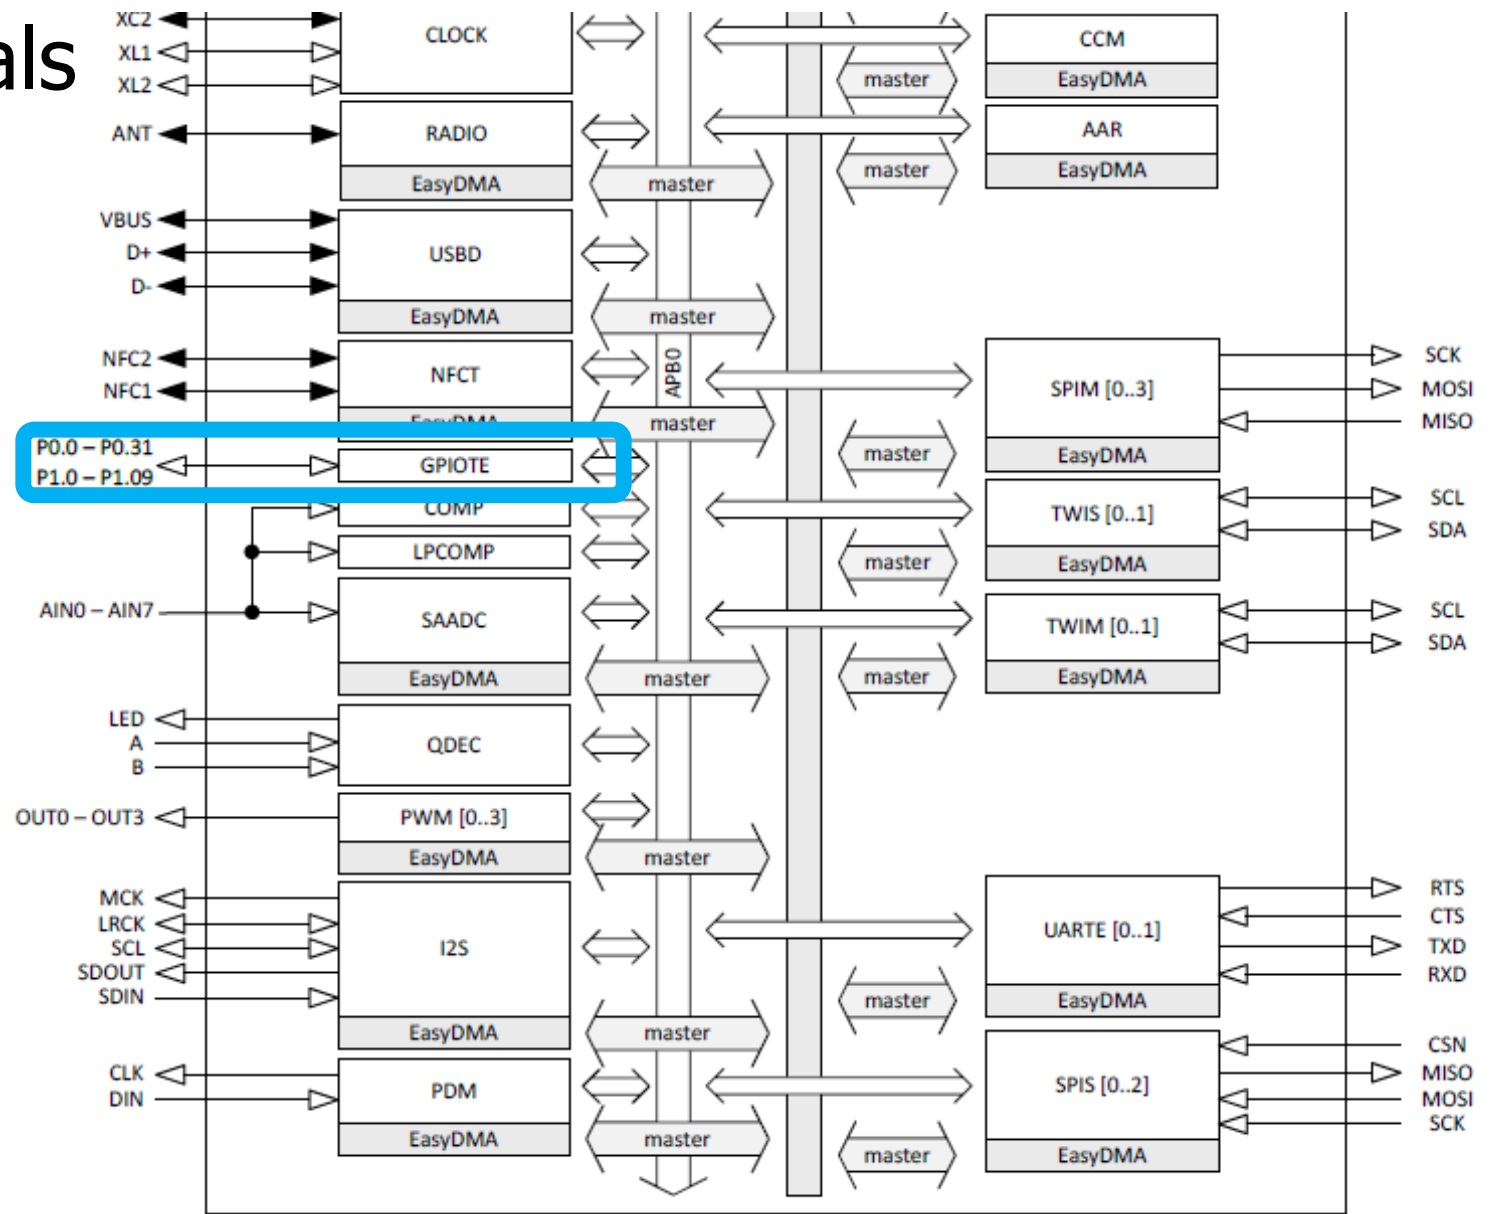 als
XC2
XL1
XL2
CLOCK
ANT
RADIO
EasyDMA
master
VBUS
D+
D-
USBD
EasyDMA
master
NFC2
NFC1
NFCT
EasyDMA
master
APB0
P0.0 – P0.31
P1.0 – P1.09
GPIOTE
COMP
LPCOMP
AIN0 – AIN7
SAADC
EasyDMA
master
LED
A
B
QDEC
OUT0 – OUT3
PWM [0..3]
EasyDMA
master
MCK
LRCK
SCL
SDOUT
SDIN
I2S
EasyDMA
master
CLK
DIN
PDM
EasyDMA
master
CCM
master
EasyDMA
AAR
master
EasyDMA
SPIM [0..3]
master
EasyDMA
SCK
MOSI
MISO
TWIS [0..1]
master
EasyDMA
SCL
SDA
TWIM [0..1]
master
EasyDMA
SCL
SDA
UARTE [0..1]
master
EasyDMA
RTS
CTS
TXD
RXD
SPIS [0..2]
master
EasyDMA
CSN
MISO
MOSI
SCK